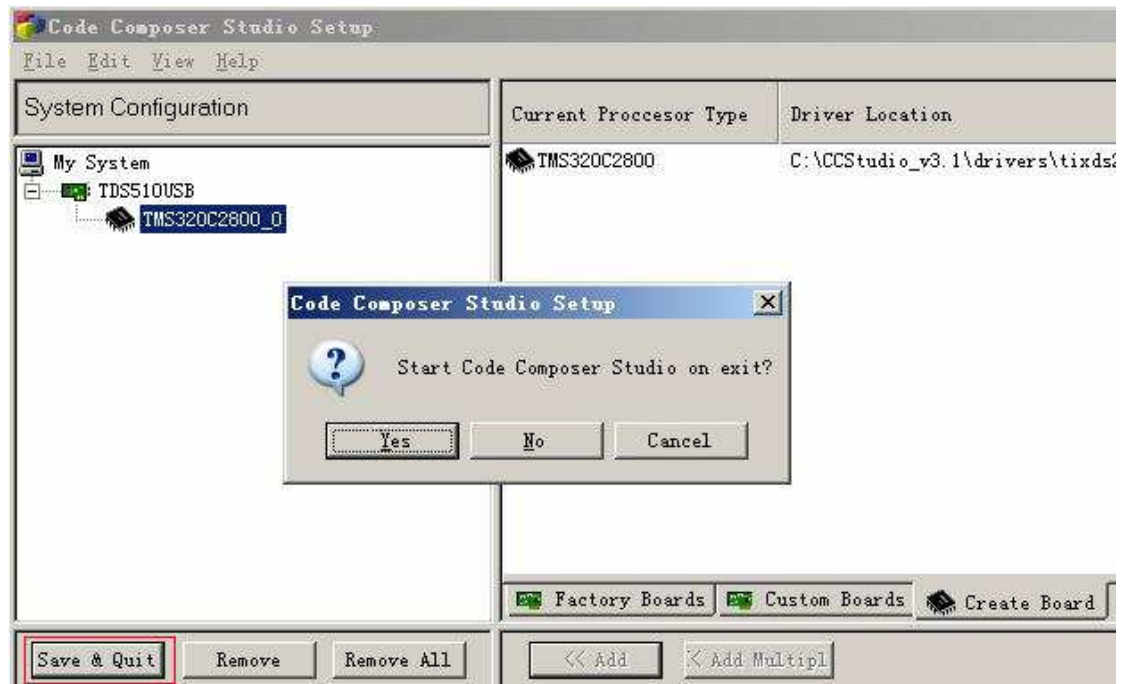 Code Composer Studio Setup
File Edit View Help
System Configuration
Current Proccesor Type Driver Location
My System
TDS510USB
TMS320C2800_0
TMS320C2800 C:\CCStudio_v3.1\drivers\tixds2
Code Composer Studio Setup
Start Code Composer Studio on exit?
Yes No Cancel
Factory Boards Custom Boards Create Board
Save & Quit Remove Remove All << Add < Add Multipl